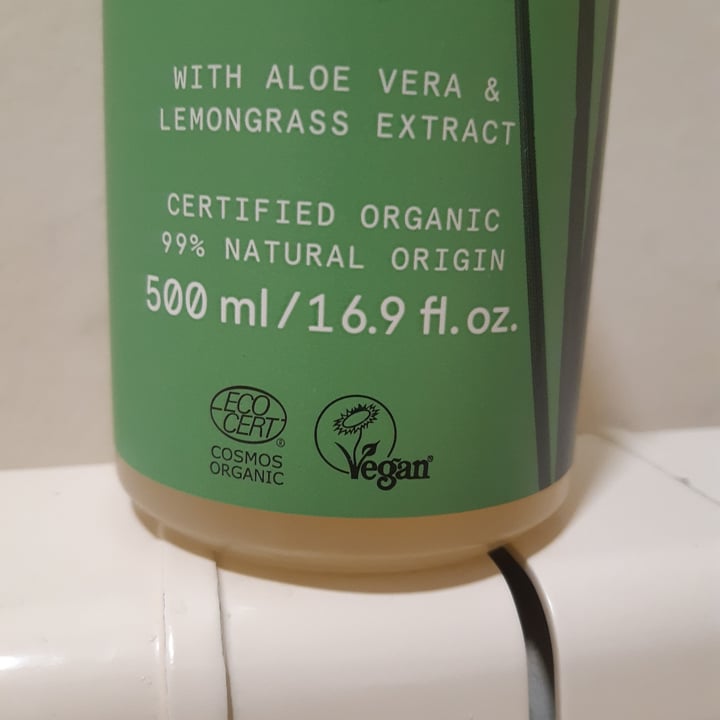 WITH ALOE VERA &
LEMONGRASS EXTRACT
CERTIFIED ORGANIC
99% NATURAL ORIGIN
500 ml/16.9 fl.oz.
ECO
CERT®
COSMOS
ORGANIC
Vegan®